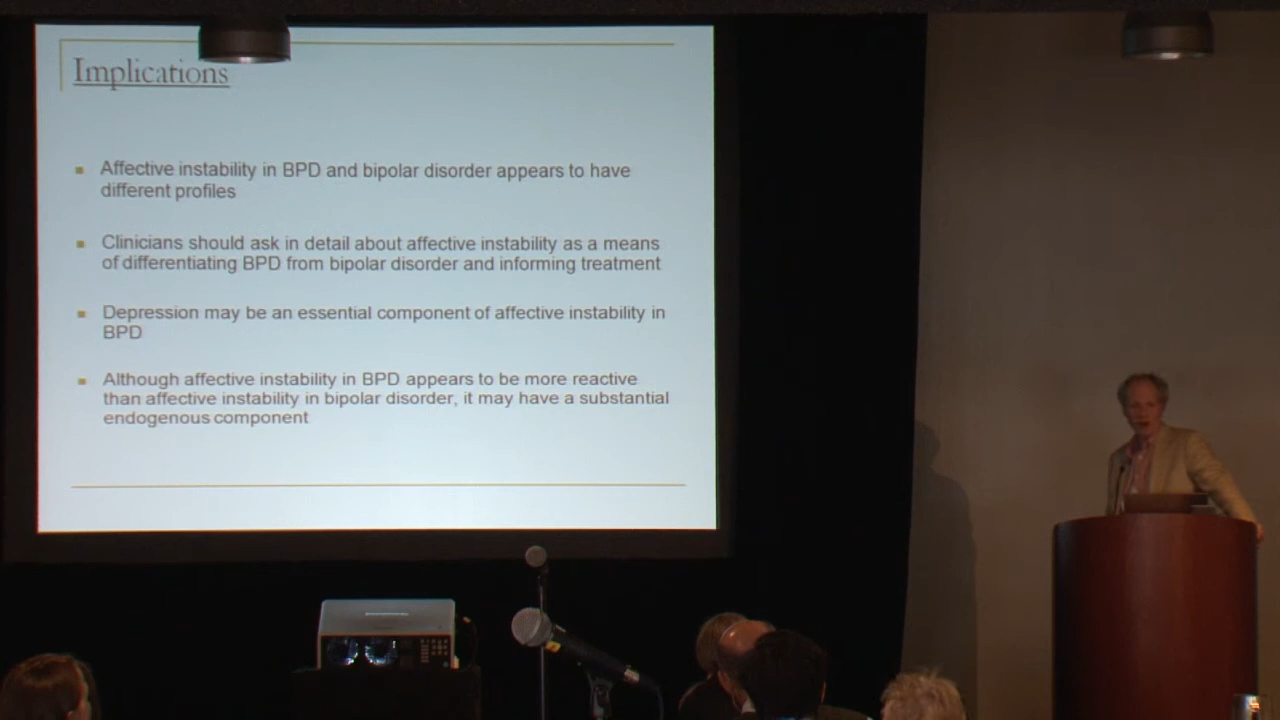 Implications
Affective instability in BPD and bipolar disorder appears to have
different profiles
Clinicians should ask in detail about affective instability as a means
of differentiating BPD from bipolar disorder and informing treatment
Depression may be an essential component of affective instability in
BPD
Although affective instability in BPD appears to be more reactive
than affective instability in bipolar disorder, it may have a substantial
endogenous component